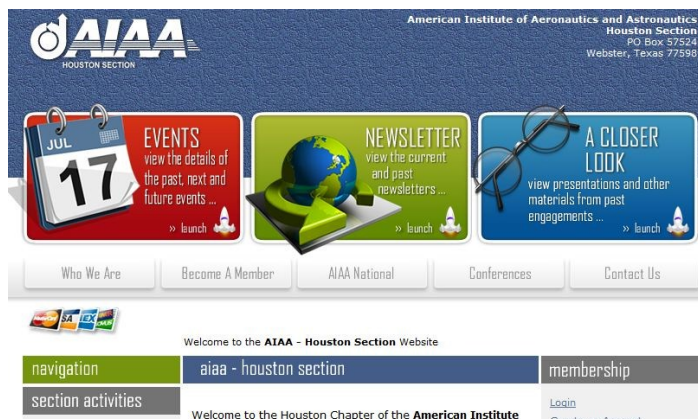 American Institute of Aeronautics and Astronautics
Houston Section
PO Box 57524
Webster, Texas 77598
AIAA
HOUSTON SECTION
JUL
17
EVENTS
view the details of
the past, next and
future events ...
» launch
NEWSLETTER
view the current
and past
newsletters ...
» launch
A CLOSER
LOOK
view presentations and other
materials from past
engagements ...
» launch
Who We Are
Become A Member
AIAA National
Conferences
Contact Us
Welcome to the AIAA - Houston Section Website
navigation
aiaa - houston section
membership
section activities
Login
Welcome to the Houston Chapter of the American Institute